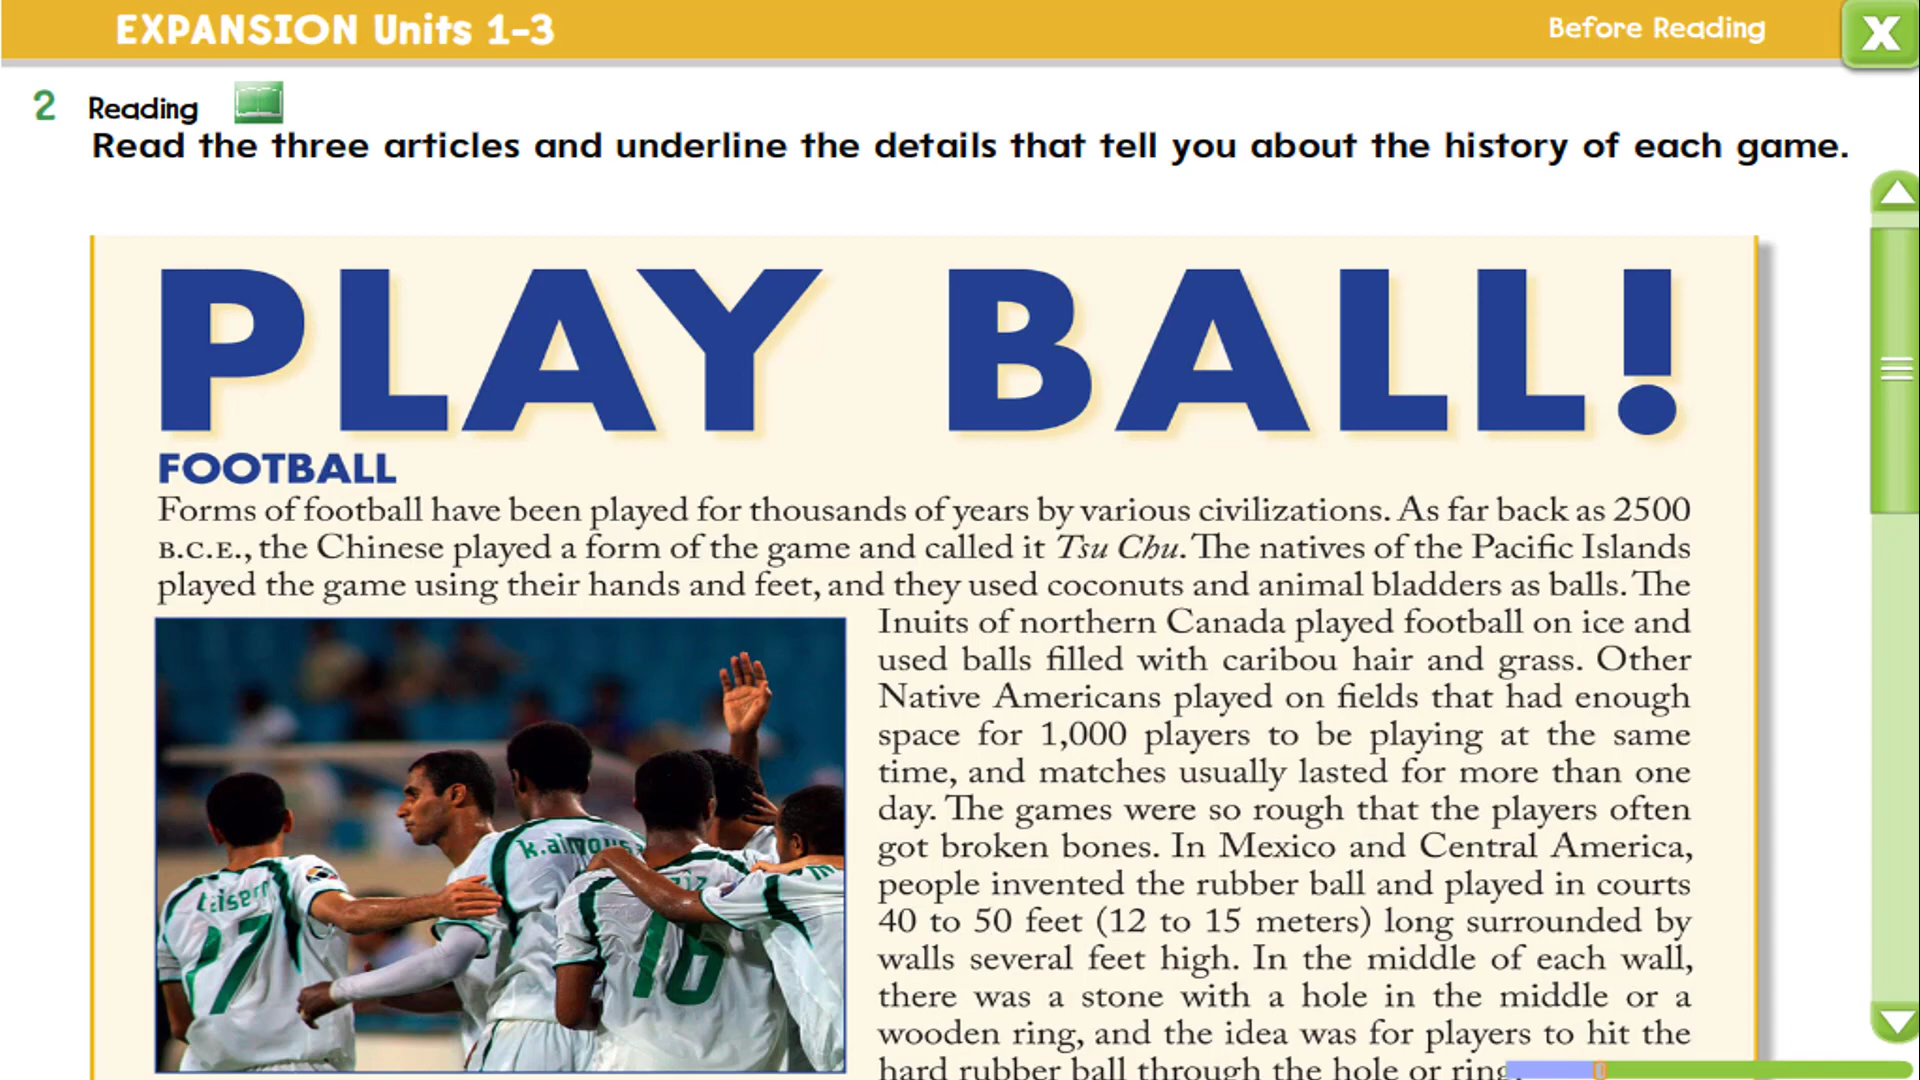 EXPANSION Units 1–3
Before Reading
X
2 Reading
Read the three articles and underline the details that tell you about the history of each game.
PLAY BALL!
FOOTBALL
Forms of football have been played for thousands of years by various civilizations. As far back as 2500
B.C.E., the Chinese played a form of the game and called it Tsu Chu. The natives of the Pacific Islands
played the game using their hands and feet, and they used coconuts and animal bladders as balls. The
Inuits of northern Canada played football on ice and
used balls filled with caribou hair and grass. Other
Native Americans played on fields that had enough
space for 1,000 players to be playing at the same
time, and matches usually lasted for more than one
day. The games were so rough that the players often
got broken bones. In Mexico and Central America,
people invented the rubber ball and played in courts
40 to 50 feet (12 to 15 meters) long surrounded by
walls several feet high. In the middle of each wall,
there was a stone with a hole in the middle or a
wooden ring, and the idea was for players to hit the
hard rubber ball through the hole or ring.
27
16